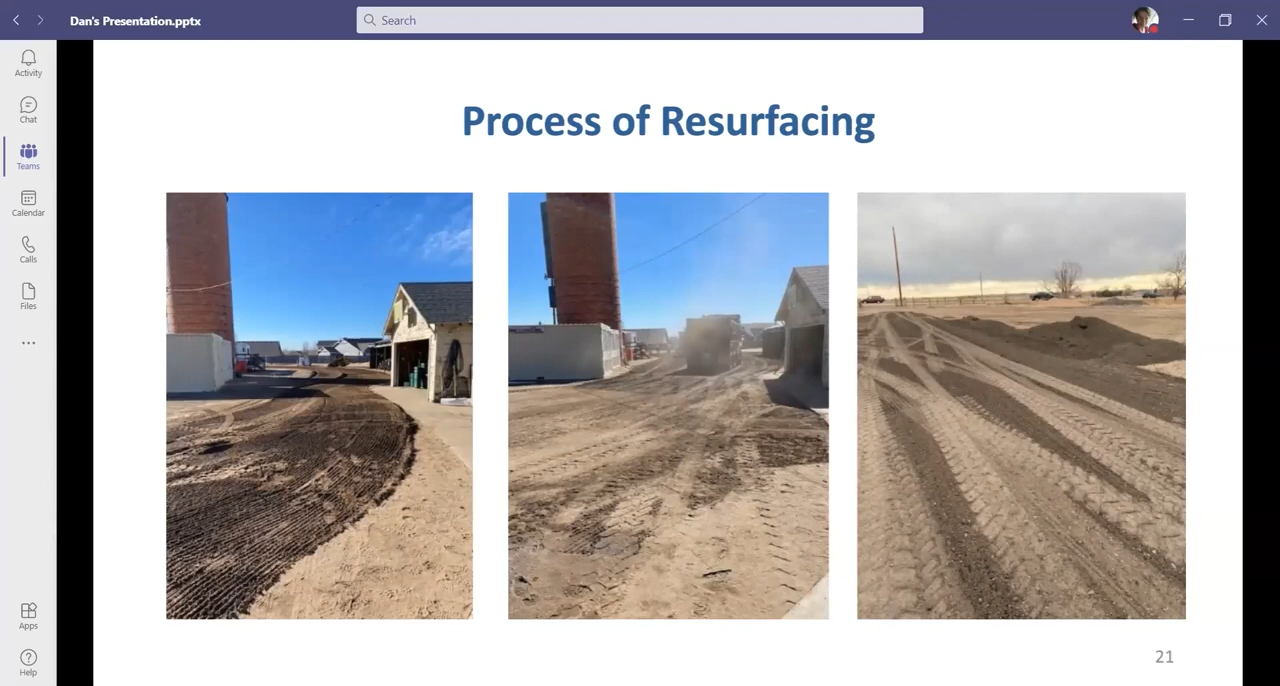 Dan's Presentation.pptx
Search
Activity
Chat
Teams
Calendar
Calls
Files
Apps
Help
Process of Resurfacing
21